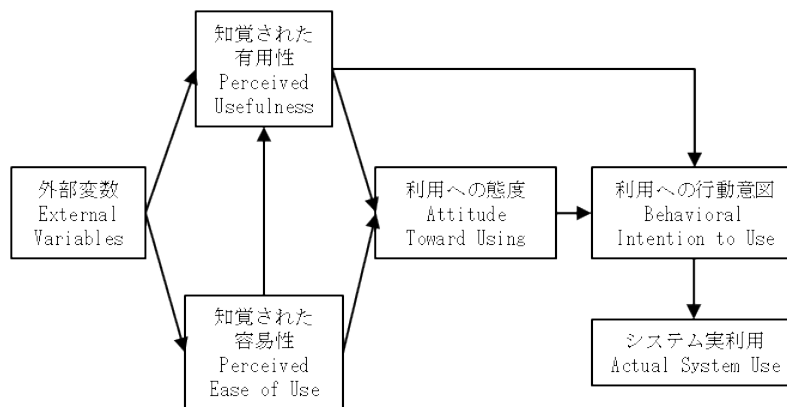 知覚された
有用性
Perceived
Usefulness
外部変数
External
Variables
利用への態度
Attitude
Toward Using
利用への行動意図
Behavioral
Intention to Use
知覚された
容易性
Perceived
Ease of Use
システム実利用
Actual System Use